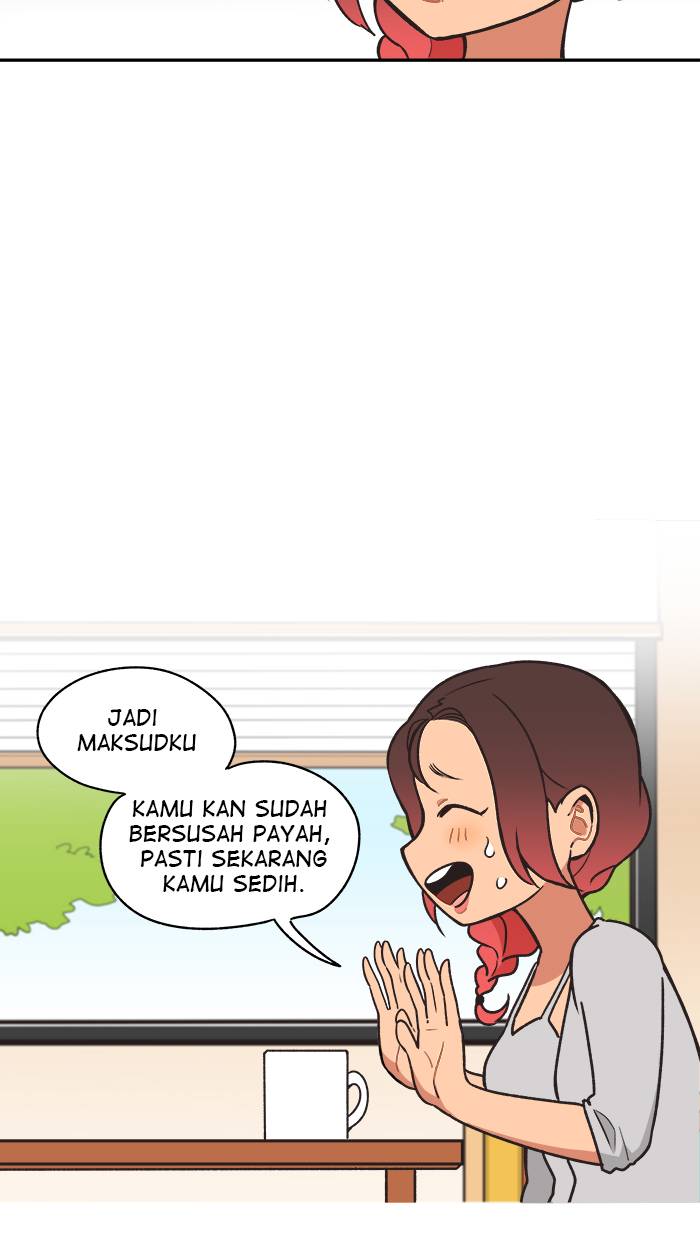 JADI
MAKSUDKU
KAMU KAN SUDAH
BERSUSAH PAYAH,
PASTI SEKARANG
KAMU SEDIH.